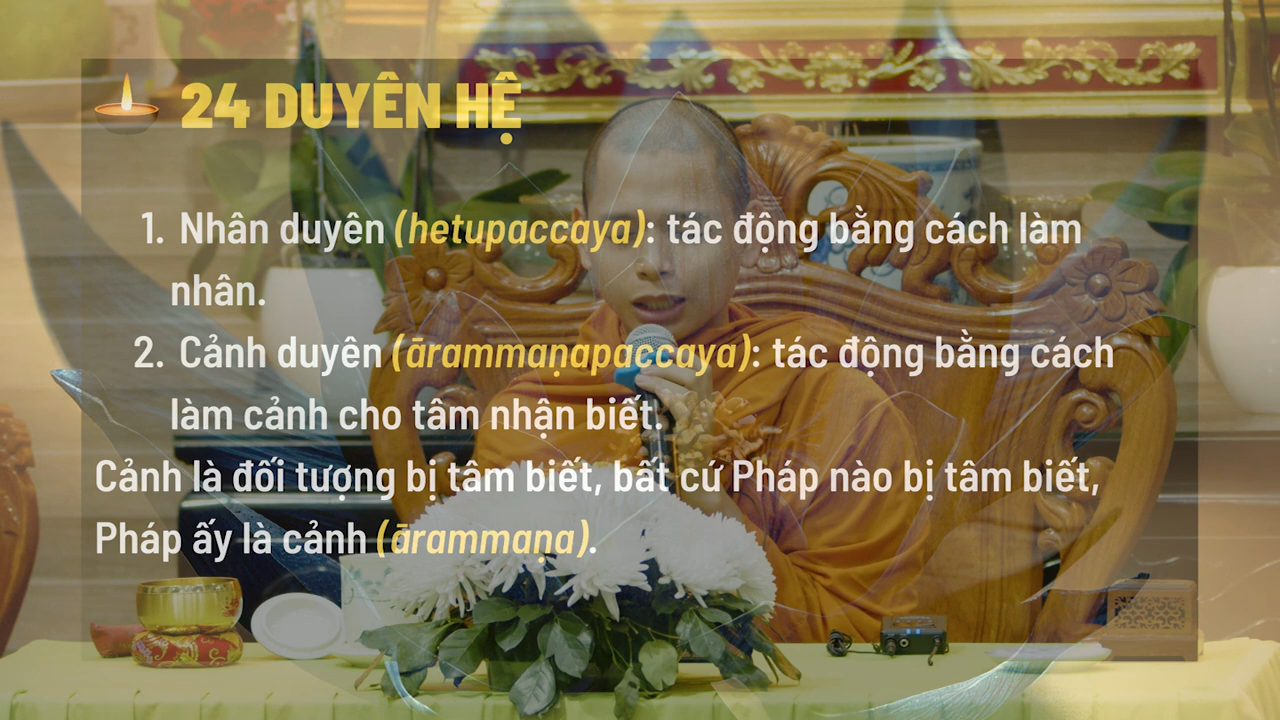 24 DUYÊN HỆ
1. Nhân duyên (hetupaccaya): tác động bằng cách làm
nhân.
2. Cảnh duyên (ārammaṇapaccaya): tác động bằng cách
làm cảnh cho tâm nhận biết.
Cảnh là đối tượng bị tâm biết, bất cứ Pháp nào bị tâm biết,
Pháp ấy là cảnh (ārammaṇa).